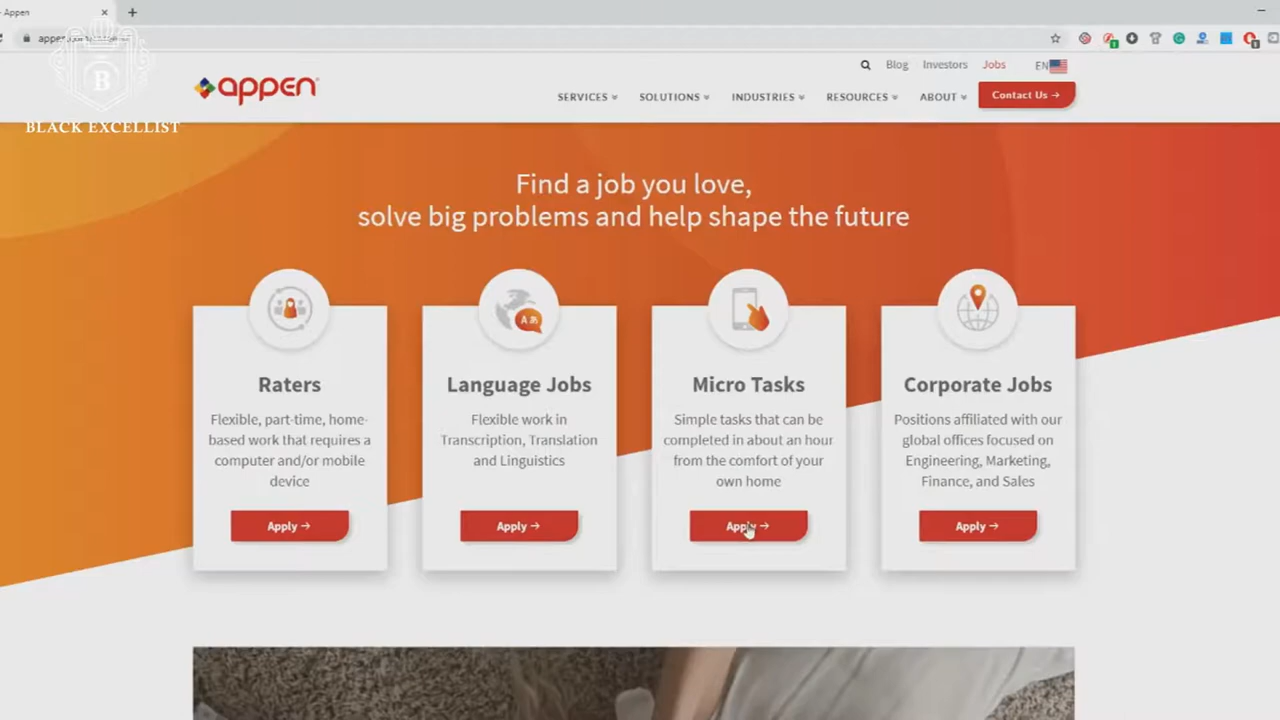 - Appen
B
BLACK EXCELLIST
appen
Blog
Investors
Jobs
EN
appen
SERVICES
SOLUTIONS
INDUSTRIES
RESOURCES
ABOUT
Contact Us →
Find a job you love,
solve big problems and help shape the future
Raters
Flexible, part-time, home-
based work that requires a
computer and/or mobile
device
Apply →
Language Jobs
Flexible work in
Transcription, Translation
and Linguistics
Apply →
Micro Tasks
Simple tasks that can be
completed in about an hour
from the comfort of your
own home
Apply →
Corporate Jobs
Positions affiliated with our
global offices focused on
Engineering, Marketing,
Finance, and Sales
Apply →